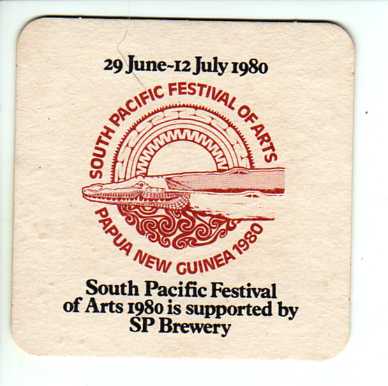 29 June-12 July 1980
SOUTH PACIFIC FESTIVAL OF ARTS
PAPUA NEW GUINEA 1980
South Pacific Festival
of Arts 1980 is supported by
SP Brewery